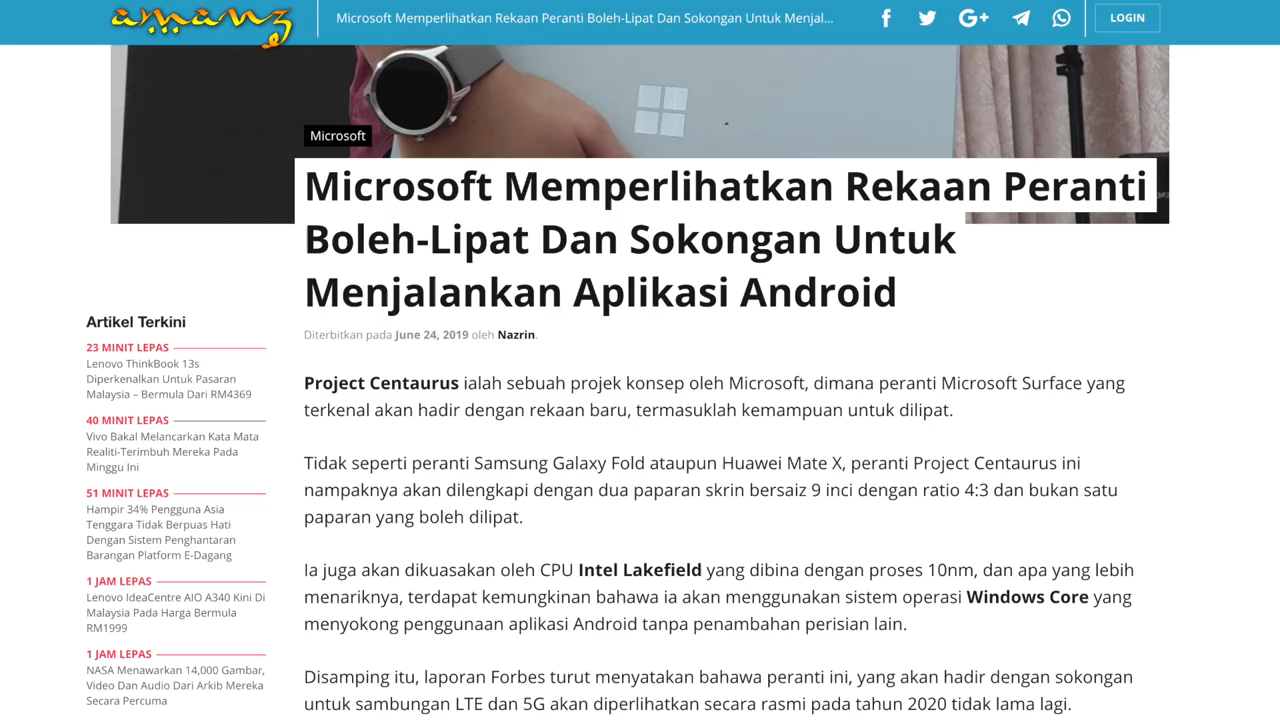 amanz
Microsoft Memperlihatkan Rekaan Peranti Boleh-Lipat Dan Sokongan Untuk Menjal...
G+
LOGIN
Microsoft
Microsoft Memperlihatkan Rekaan Peranti
Boleh-Lipat Dan Sokongan Untuk
Menjalankan Aplikasi Android
Diterbitkan pada June 24, 2019 oleh Nazrin.
Artikel Terkini
23 MINIT LEPAS
Lenovo ThinkBook 13s
Diperkenalkan Untuk Pasaran
Malaysia – Bermula Dari RM4369
40 MINIT LEPAS
Vivo Bakal Melancarkan Kata Mata
Realiti-Terimbuh Mereka Pada
Minggu Ini
51 MINIT LEPAS
Hampir 34% Pengguna Asia
Tenggara Tidak Berpuas Hati
Dengan Sistem Penghantaran
Barangan Platform E-Dagang
1 JAM LEPAS
Lenovo IdeaCentre AIO A340 Kini Di
Malaysia Pada Harga Bermula
RM1999
1 JAM LEPAS
NASA Menawarkan 14,000 Gambar,
Video Dan Audio Dari Arkib Mereka
Secara Percuma
Project Centaurus ialah sebuah projek konsep oleh Microsoft, dimana peranti Microsoft Surface yang
terkenal akan hadir dengan rekaan baru, termasuklah kemampuan untuk dilipat.
Tidak seperti peranti Samsung Galaxy Fold ataupun Huawei Mate X, peranti Project Centaurus ini
nampaknya akan dilengkapi dengan dua paparan skrin bersaiz 9 inci dengan ratio 4:3 dan bukan satu
paparan yang boleh dilipat.
Ia juga akan dikuasakan oleh CPU Intel Lakefield yang dibina dengan proses 10nm, dan apa yang lebih
menariknya, terdapat kemungkinan bahawa ia akan menggunakan sistem operasi Windows Core yang
menyokong penggunaan aplikasi Android tanpa penambahan perisian lain.
Disamping itu, laporan Forbes turut menyatakan bahawa peranti ini, yang akan hadir dengan sokongan
untuk sambungan LTE dan 5G akan diperlihatkan secara rasmi pada tahun 2020 tidak lama lagi.